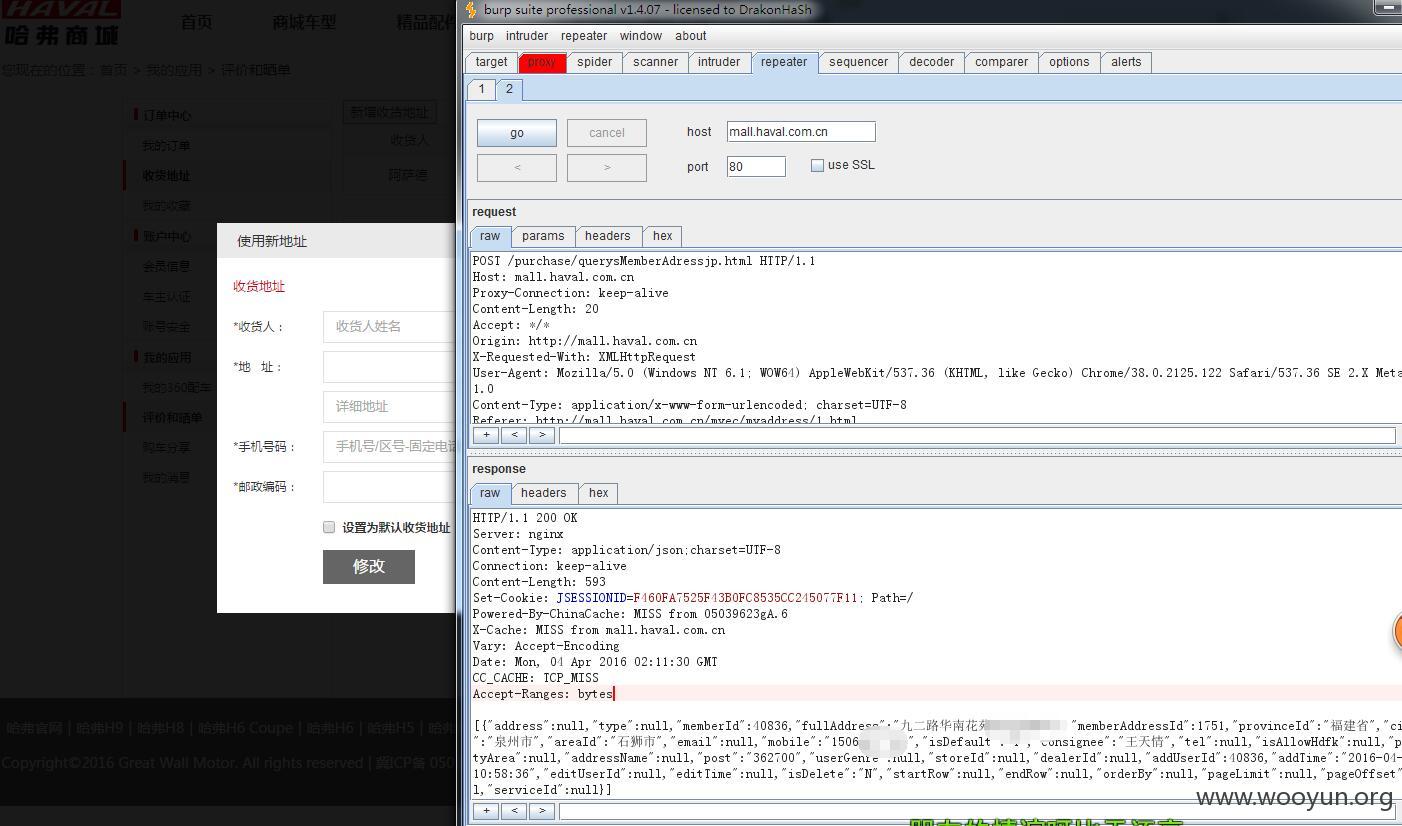 HAVAL
哈弗商城
首页
商城车型
精品配件
您现在的位置：首页 > 我的应用 > 评价和晒单
订单中心
我的订单
收货地址
我的收藏
账户中心
会员信息
车主认证
账号安全
我的应用
我的360配车
评价和晒单
购车分享
我的消息
新增收货地址
收货人
阿萨德
使用新地址
收货地址
*收货人：
收货人姓名
*地 址：
详细地址
*手机号码：
手机号/区号-固定电话
*邮政编码：
设置为默认收货地址
修改
哈弗官网 | 哈弗H9 | 哈弗H8 | 哈弗H6 Coupe | 哈弗H6 | 哈弗H5 | 哈弗
Copyright©2016 Great Wall Motor. All rights reserved | 冀ICP备 050
burp suite professional v1.4.07 - licensed to DrakonHaSh
burp intruder repeater window about
target proxy spider scanner intruder repeater sequencer decoder comparer options alerts
1 2
go cancel host mall.haval.com.cn
< > port 80 use SSL
request
raw params headers hex
POST /purchase/querysMemberAdressjp.html HTTP/1.1
Host: mall.haval.com.cn
Proxy-Connection: keep-alive
Content-Length: 20
Accept: */*
Origin: http://mall.haval.com.cn
X-Requested-With: XMLHttpRequest
User-Agent: Mozilla/5.0 (Windows NT 6.1; WOW64) AppleWebKit/537.36 (KHTML, like Gecko) Chrome/38.0.2125.122 Safari/537.36 SE 2.X Meta
1.0
Content-Type: application/x-www-form-urlencoded; charset=UTF-8
Referer: http://mall.haval.com.cn/myec/myaddress/1.html
+ < >
response
raw headers hex
HTTP/1.1 200 OK
Server: nginx
Content-Type: application/json;charset=UTF-8
Connection: keep-alive
Content-Length: 593
Set-Cookie: JSESSIONID=F460FA7525F43B0FC8535CC245077F11; Path=/
Powered-By-ChinaCache: MISS from 05039623gA.6
X-Cache: MISS from mall.haval.com.cn
Vary: Accept-Encoding
Date: Mon, 04 Apr 2016 02:11:30 GMT
CC_CACHE: TCP_MISS
Accept-Ranges: bytes
[{"address":null,"type":null,"memberId":40836,"fullAddress":"九二路华南花苑 "memberAddressId":1751,"provinceId":"福建省","ci
":"泉州市","areaId":"石狮市","email":null,"mobile":"1506 ","isDefault":"1","consignee":"王天情","tel":null,"isAllowHdfk":null,"p
tyArea":null,"addressName":null,"post":"362700","userGenre":null,"storeId":null,"dealerId":null,"addUserId":40836,"addTime":"2016-04-
10:58:36","editUserId":null,"editTime":null,"isDelete":"N","startRow":null,"endRow":null,"orderBy":null,"pageLimit":null,"pageOffset"
l,"serviceId":null}]
+ < >
www.wooyun.org